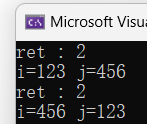 Microsoft Visua
ret : 2
i=123 j=456
ret : 2
i=456 j=123